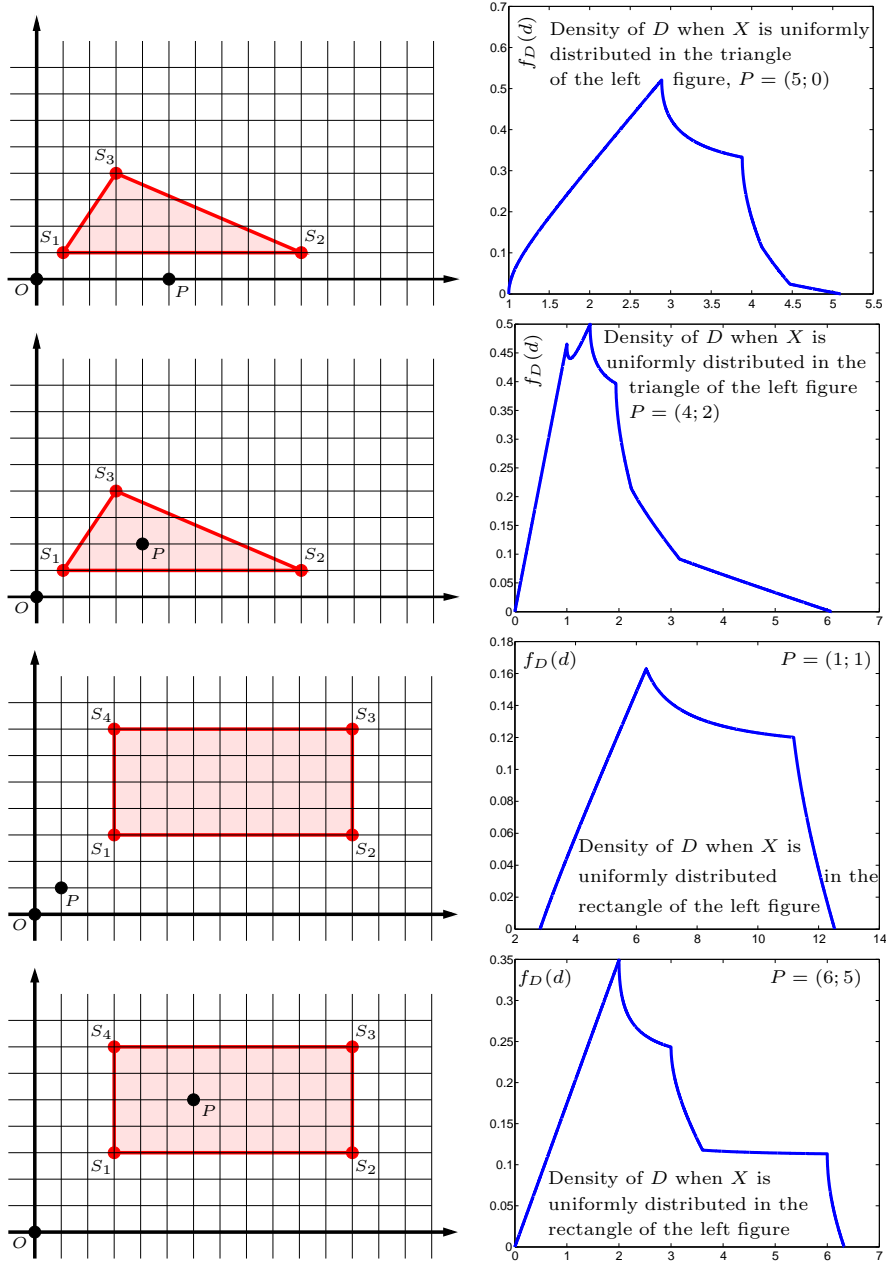 S3
S1
S2
O
P
0.7
0.6
0.5
0.4
0.3
0.2
0.1
0
f_D(d)
Density of D when X is uniformly
distributed in the triangle
of the left figure, P = (5; 0)
1 1.5 2 2.5 3 3.5 4 4.5 5 5.5
S3
S1
S2
P
O
0.5
0.45
0.4
0.35
0.3
0.25
0.2
0.15
0.1
0.05
0
f_D(d)
Density of D when X is
uniformly distributed in the
triangle of the left figure
P = (4; 2)
0 1 2 3 4 5 6 7
S4
S3
S1
S2
P
O
0.18
0.16
0.14
0.12
0.1
0.08
0.06
0.04
0.02
0
f_D(d) P = (1; 1)
Density of D when X is
uniformly distributed in the
rectangle of the left figure
2 4 6 8 10 12 14
S4
S3
P
S1
S2
O
0.35
0.3
0.25
0.2
0.15
0.1
0.05
0
f_D(d) P = (6; 5)
Density of D when X is
uniformly distributed in the
rectangle of the left figure
0 1 2 3 4 5 6 7